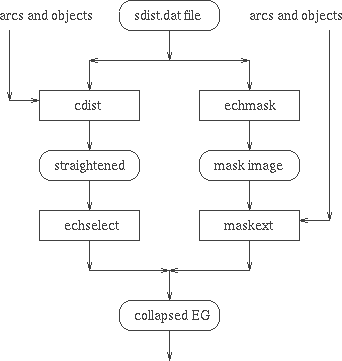 arcs and objects
sdist.dat file
arcs and objects
cdist
echmask
straightened
mask image
echselect
maskext
collapsed EG